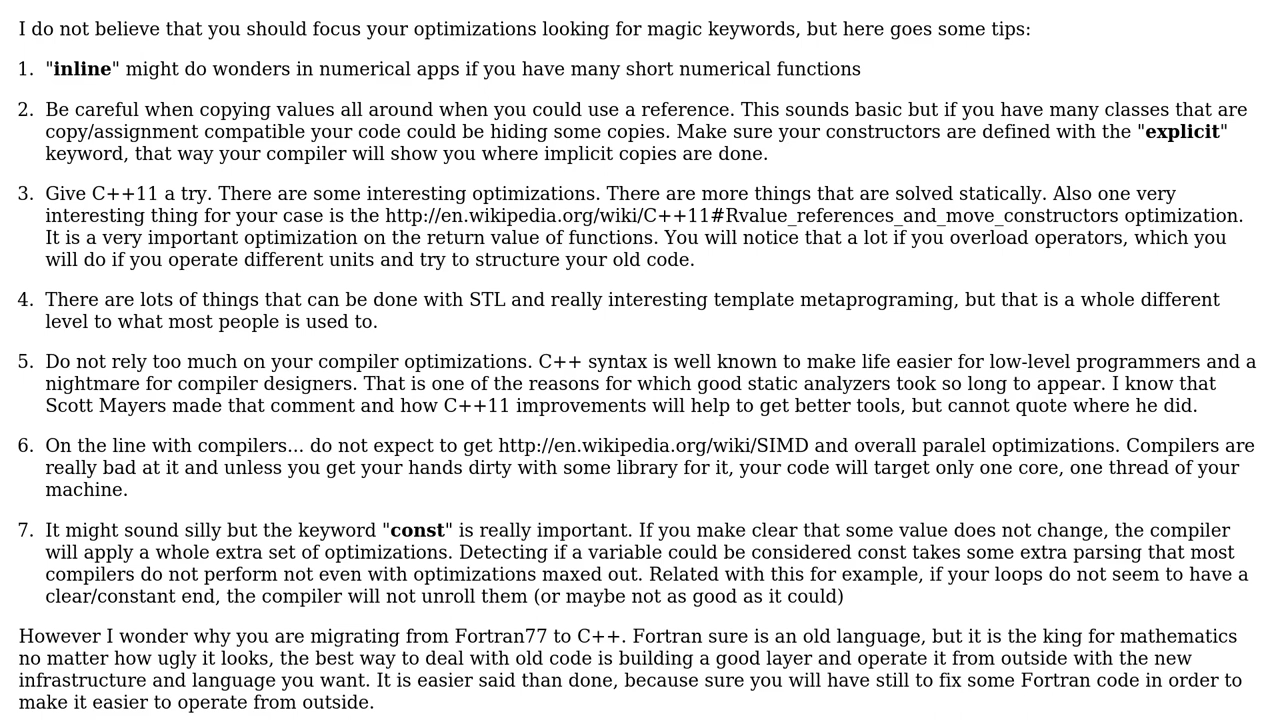 I do not believe that you should focus your optimizations looking for magic keywords, but here goes some tips:
1. "inline" might do wonders in numerical apps if you have many short numerical functions
2. Be careful when copying values all around when you could use a reference. This sounds basic but if you have many classes that are
copy/assignment compatible your code could be hiding some copies. Make sure your constructors are defined with the "explicit"
keyword, that way your compiler will show you where implicit copies are done.
3. Give C++11 a try. There are some interesting optimizations. There are more things that are solved statically. Also one very
interesting thing for your case is the http://en.wikipedia.org/wiki/C++11#Rvalue_references_and_move_constructors optimization.
It is a very important optimization on the return value of functions. You will notice that a lot if you overload operators, which you
will do if you operate different units and try to structure your old code.
4. There are lots of things that can be done with STL and really interesting template metaprograming, but that is a whole different
level to what most people is used to.
5. Do not rely too much on your compiler optimizations. C++ syntax is well known to make life easier for low-level programmers and a
nightmare for compiler designers. That is one of the reasons for which good static analyzers took so long to appear. I know that
Scott Mayers made that comment and how C++11 improvements will help to get better tools, but cannot quote where he did.
6. On the line with compilers... do not expect to get http://en.wikipedia.org/wiki/SIMD and overall paralel optimizations. Compilers are
really bad at it and unless you get your hands dirty with some library for it, your code will target only one core, one thread of your
machine.
7. It might sound silly but the keyword "const" is really important. If you make clear that some value does not change, the compiler
will apply a whole extra set of optimizations. Detecting if a variable could be considered const takes some extra parsing that most
compilers do not perform not even with optimizations maxed out. Related with this for example, if your loops do not seem to have a
clear/constant end, the compiler will not unroll them (or maybe not as good as it could)
However I wonder why you are migrating from Fortran77 to C++. Fortran sure is an old language, but it is the king for mathematics
no matter how ugly it looks, the best way to deal with old code is building a good layer and operate it from outside with the new
infrastructure and language you want. It is easier said than done, because sure you will have still to fix some Fortran code in order to
make it easier to operate from outside.